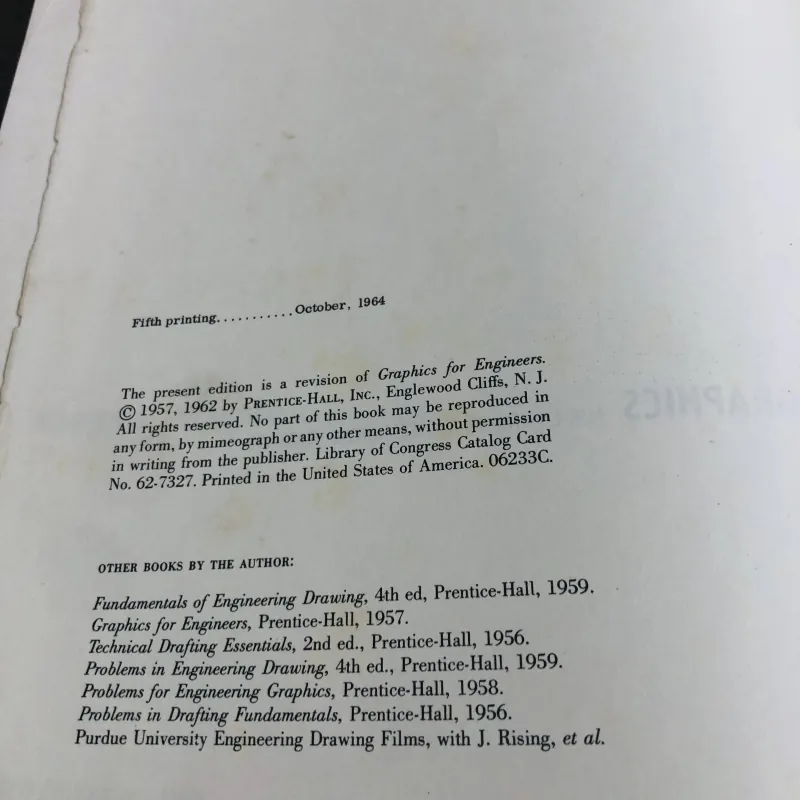 Fifth printing...........October, 1964
The present edition is a revision of Graphics for Engineers.
© 1957, 1962 by PRENTICE-HALL, INC., Englewood Cliffs, N. J.
All rights reserved. No part of this book may be reproduced in
any form, by mimeograph or any other means, without permission
in writing from the publisher. Library of Congress Catalog Card
No. 62-7327. Printed in the United States of America. 06233C.
OTHER BOOKS BY THE AUTHOR:
Fundamentals of Engineering Drawing, 4th ed, Prentice-Hall, 1959.
Graphics for Engineers, Prentice-Hall, 1957.
Technical Drafting Essentials, 2nd ed., Prentice-Hall, 1956.
Problems in Engineering Drawing, 4th ed., Prentice-Hall, 1959.
Problems for Engineering Graphics, Prentice-Hall, 1958.
Problems in Drafting Fundamentals, Prentice-Hall, 1956.
Purdue University Engineering Drawing Films, with J. Rising, et al.